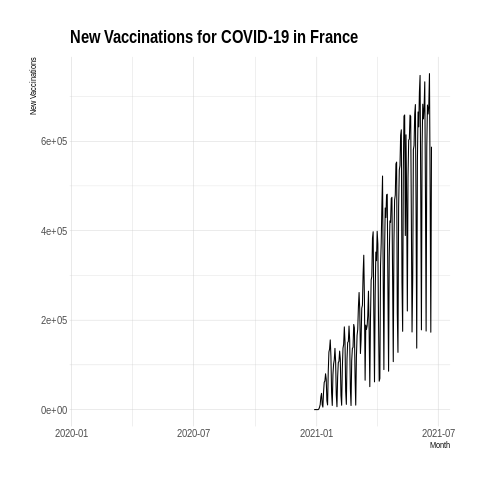 New Vaccinations for COVID-19 in France
New Vaccinations
6e+05
4e+05
2e+05
0e+00
2020-01 2020-07 2021-01 2021-07
Month